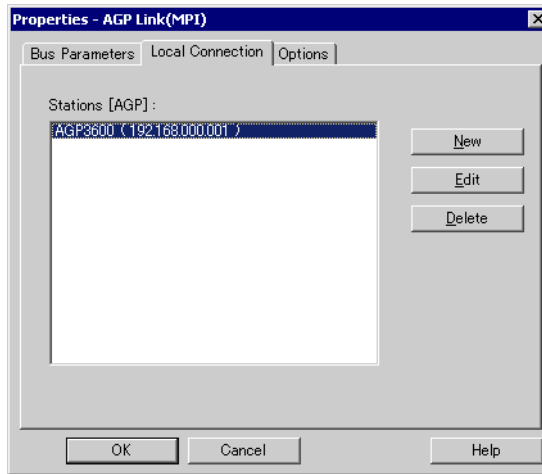 Properties - AGP Link(MPI)
Bus Parameters Local Connection Options
Stations [AGP] :
AGP3600 ( 192.168.000.001 )
New
Edit
Delete
OK Cancel Help